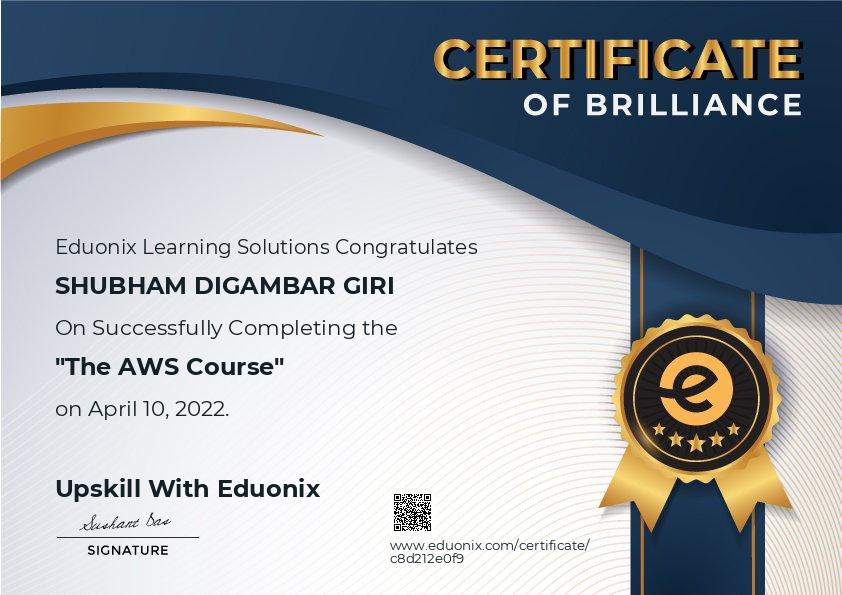 CERTIFICATE
OF BRILLIANCE
Eduonix Learning Solutions Congratulates
SHUBHAM DIGAMBAR GIRI
On Successfully Completing the
"The AWS Course"
on April 10, 2022.
Upskill With Eduonix
Sushant Das
SIGNATURE
www.eduonix.com/certificate/
c8d212e0f9
e